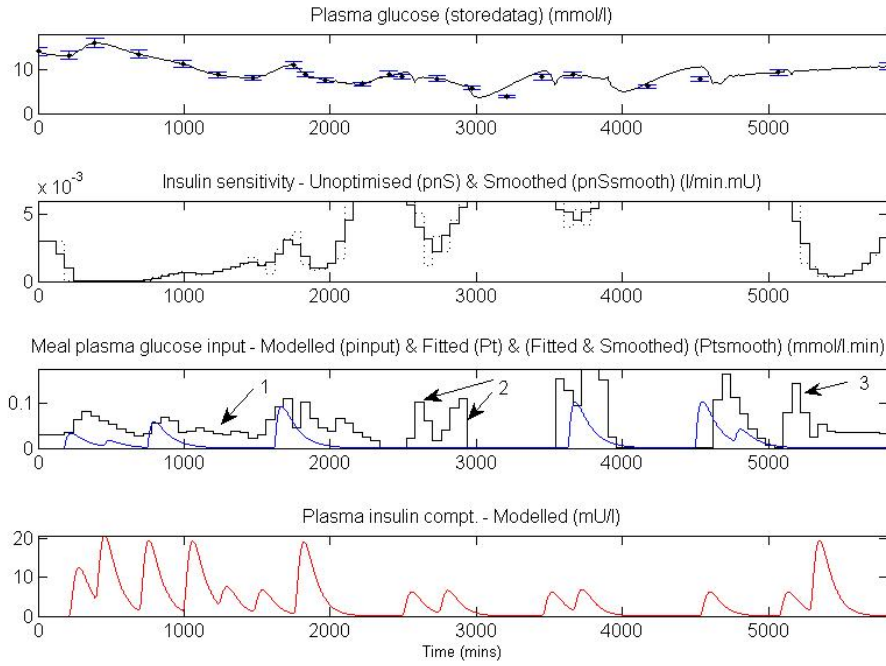 Plasma glucose (storedatag) (mmol/l)
10
0
0 1000 2000 3000 4000 5000
Insulin sensitivity - Unoptimised (pnS) & Smoothed (pnSsmooth) (l/min.mU)
x 10^-3
5
0
0 1000 2000 3000 4000 5000
Meal plasma glucose input - Modelled (pinput) & Fitted (Pt) & (Fitted & Smoothed) (Ptsmooth) (mmol/l.min)
1 2 3
0.1
0
0 1000 2000 3000 4000 5000
Plasma insulin compt. - Modelled (mU/l)
20
10
0
0 1000 2000 3000 4000 5000
Time (mins)